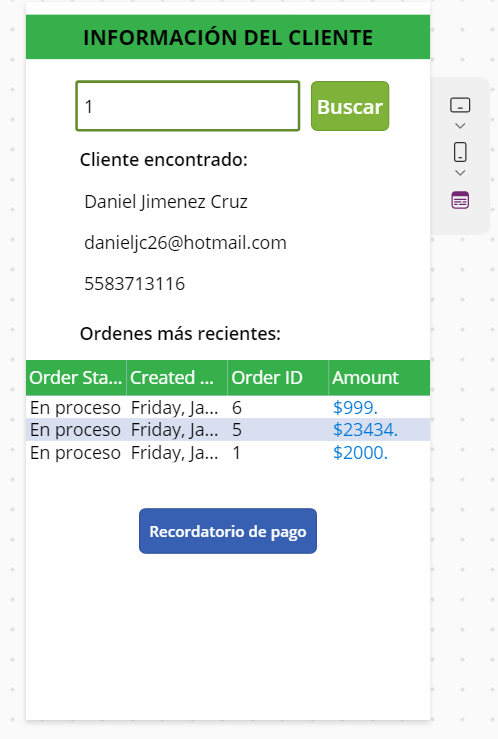 INFORMACIÓN DEL CLIENTE
1
Buscar
Cliente encontrado:
Daniel Jimenez Cruz
danieljc26@hotmail.com
5583713116
Ordenes más recientes:
Order Sta... Created ... Order ID Amount
En proceso Friday, Ja... 6 $999.
En proceso Friday, Ja... 5 $23434.
En proceso Friday, Ja... 1 $2000.
Recordatorio de pago